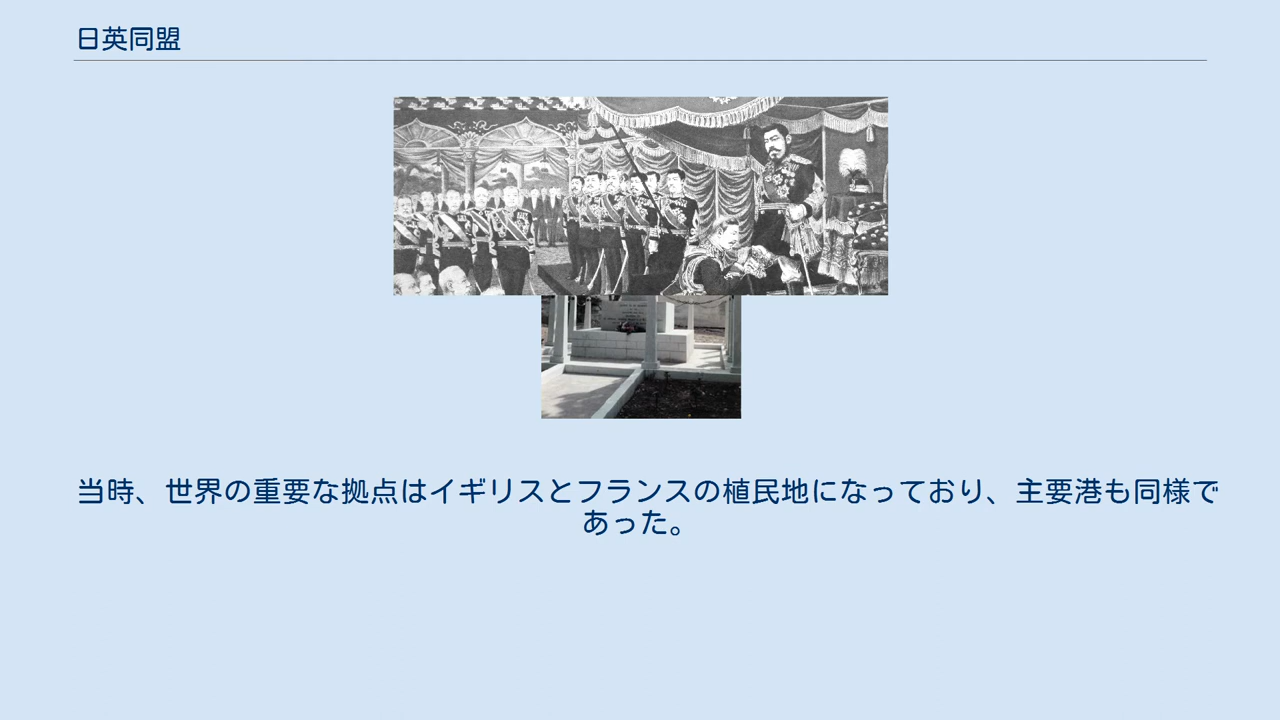 日英同盟
当時、世界の重要な拠点はイギリスとフランスの植民地になっており、主要港も同様で
あった。